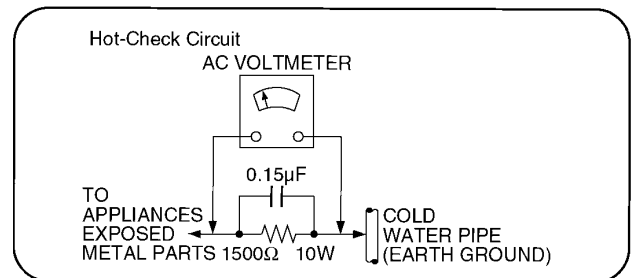 Hot-Check Circuit
AC VOLTMETER
0.15μF
TO
APPLIANCES
EXPOSED
METAL PARTS
1500Ω 10W
COLD
WATER PIPE
(EARTH GROUND)